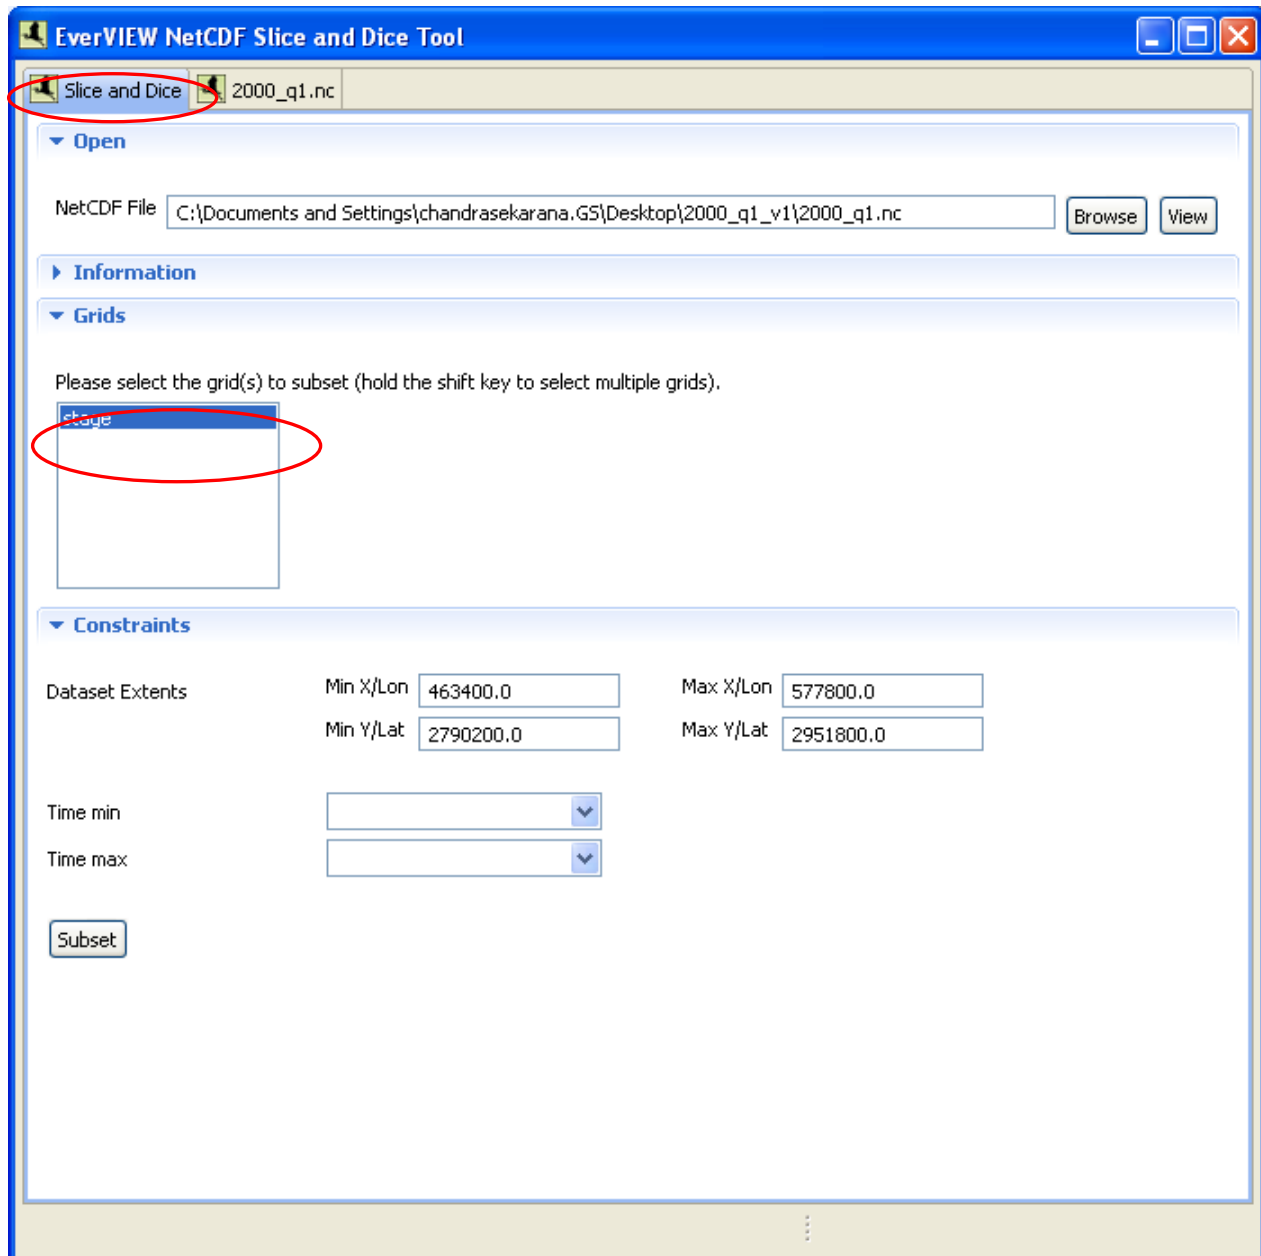 EverVIEW NetCDF Slice and Dice Tool
Slice and Dice 2000_q1.nc
Open
NetCDF File C:\Documents and Settings\chandrasekarana.GS\Desktop\2000_q1_v1\2000_q1.nc Browse View
Information
Grids
Please select the grid(s) to subset (hold the shift key to select multiple grids).
stage
Constraints
Dataset Extents Min X/Lon 463400.0 Max X/Lon 577800.0
Min Y/Lat 2790200.0 Max Y/Lat 2951800.0
Time min
Time max
Subset